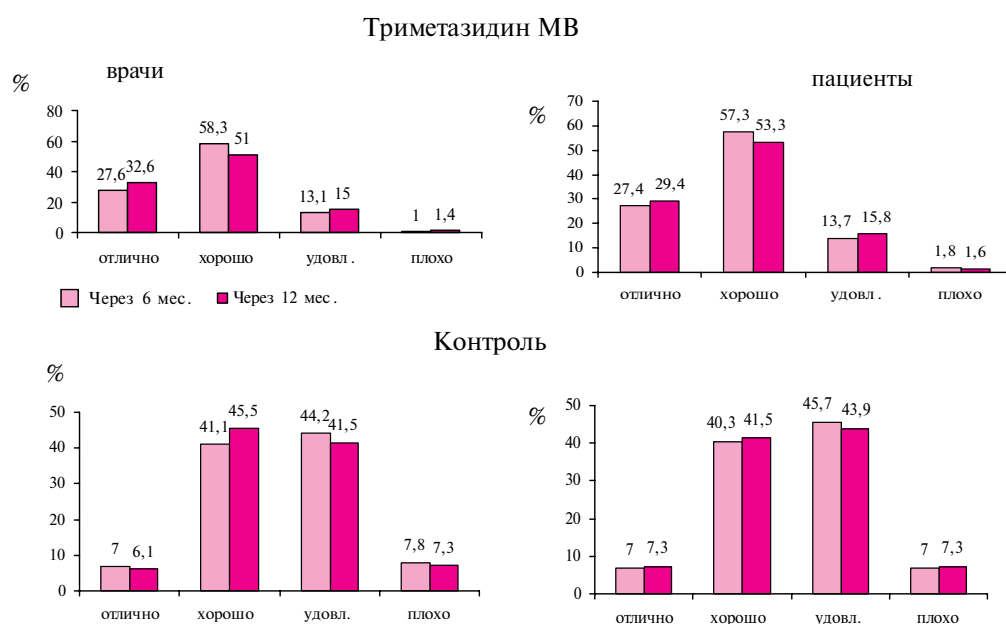 Триметазидин МВ
врачи
%
80
60
40
20
0
27,6
32,6
58,3
51
13,1
15
1
1,4
отлично
хорошо
удовл .
плохо
пациенты
%
70
60
50
40
30
20
10
0
27,4
29,4
57,3
53,3
13,7
15,8
1,8
1,6
отлично
хорошо
удовл .
плохо
Через 6 мес.
Через 12 мес.
Контроль
%
50
40
30
20
10
0
7
6,1
41,1
45,5
44,2
41,5
7,8
7,3
отлично
хорошо
удовл.
плохо
%
50
40
30
20
10
0
7
7,3
40,3
41,5
45,7
43,9
7
7,3
отлично
хорошо
удовл.
плохо